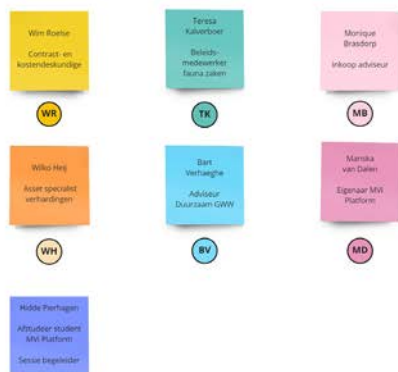 Wim Roelse
Contract- en
kostendeskundige
WR
Teresa
Kalverboer
Beleids-
medewerker
fauna zaken
TK
Monique
Brasdorp
inkoop adviseur
MB
Wilko Heij
Asset specialist
verhardingen
WH
Bart
Verhaeghe
Adviseur
Duurzaam GWW
BV
Mariska
van Dalen
Eigenaar MVI
Platform
MD
Hidde Pierhagen
Afstudeer student
MVI Platform
Sessie begeleider